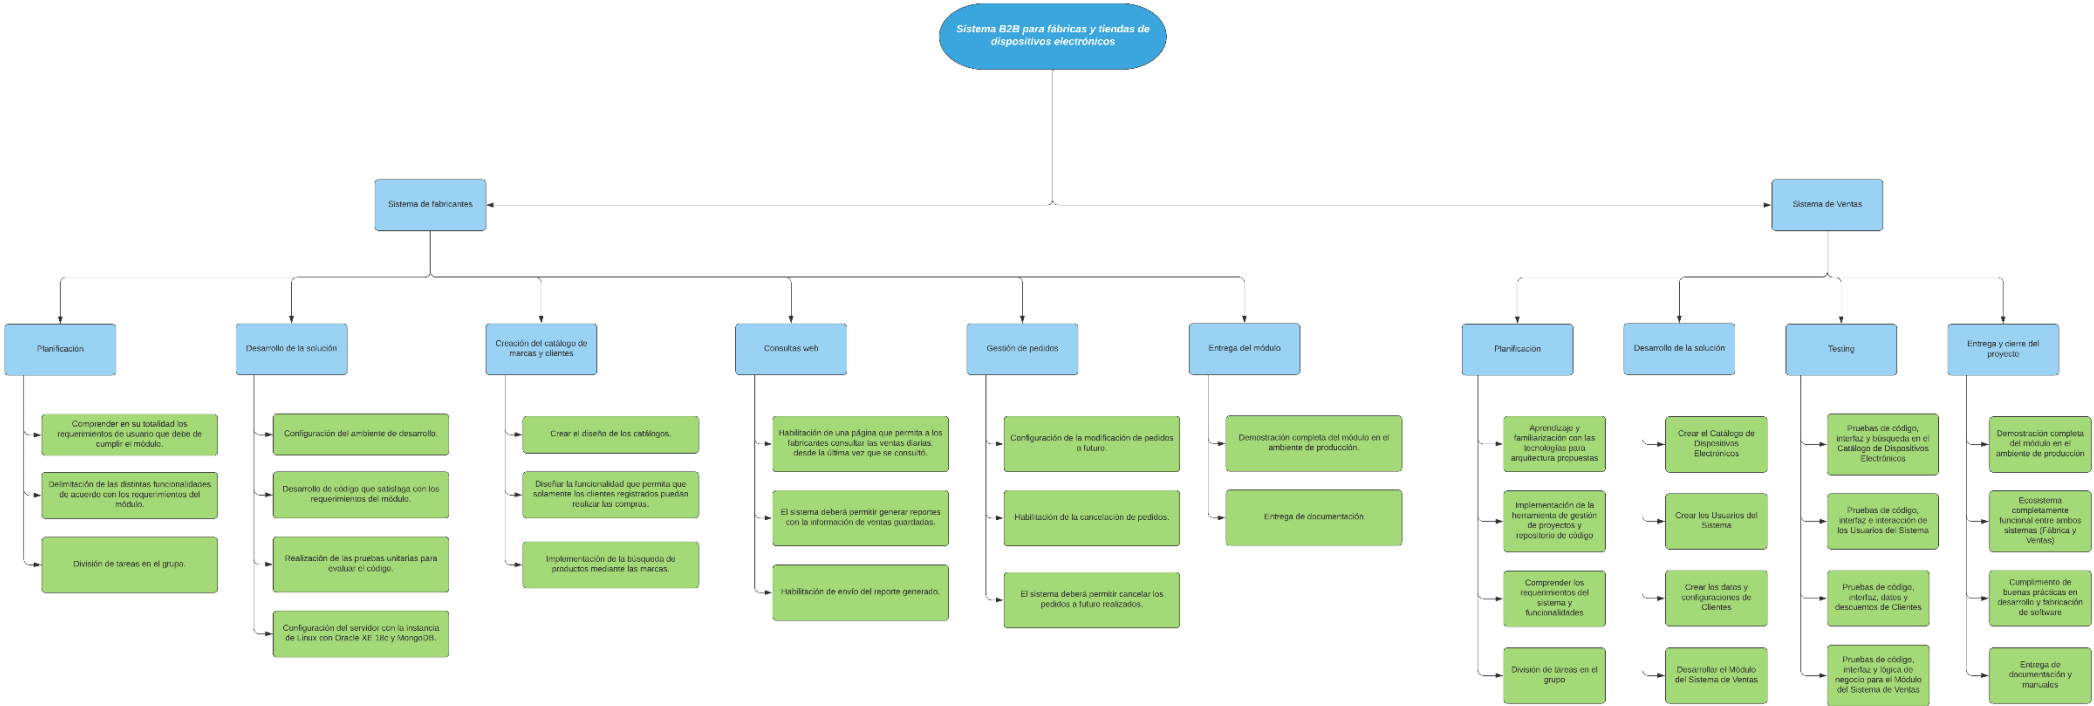 Sistema B2B para fábricas y tiendas de
dispositivos electrónicos
Sistema de fabricantes
Sistema de Ventas
Planificación
Desarrollo de la solución
Creación del catálogo de
marcas y clientes
Consultas web
Gestión de pedidos
Entrega del módulo
Planificación
Desarrollo de la solución
Testing
Entrega y cierre del
proyecto
Comprender en su totalidad los
requerimientos de usuario que debe de
cumplir el módulo.
Delimitación de las distintas funcionalidades
de acuerdo con los requerimientos del
módulo.
División de tareas en el grupo.
Configuración del ambiente de desarrollo.
Desarrollo de código que satisfaga con los
requerimientos del módulo.
Realización de las pruebas unitarias para
evaluar el código.
Configuración del servidor con la instancia
de Linux con Oracle XE 18c y MongoDB.
Crear el diseño de los catálogos.
Diseñar la funcionalidad que permita que
solamente los clientes registrados puedan
realizar las compras.
Implementación de la búsqueda de
productos mediante las marcas.
Habilitación de una página que permita a los
fabricantes consultar las ventas diarias,
desde la última vez que se consultó.
El sistema deberá permitir generar reportes
con la información de ventas guardadas.
Habilitación de envío del reporte generado.
Configuración de la modificación de pedidos
a futuro.
Habilitación de la cancelación de pedidos.
El sistema deberá permitir cancelar los
pedidos a futuro realizados.
Demostración completa del módulo en el
ambiente de producción.
Entrega de documentación
Aprendizaje y
familiarización con las
tecnologías para
arquitectura propuestas
Implementación de la
herramienta de gestión
de proyectos y
repositorio de código
Comprender los
requerimientos del
sistema y
funcionalidades
División de tareas en el
grupo
Crear el Catálogo de
Dispositivos
Electrónicos
Crear los Usuarios del
Sistema
Crear los datos y
configuraciones de
Clientes
Desarrollar el Módulo
del Sistema de Ventas
Pruebas de código,
interfaz y búsqueda en el
Catálogo de Dispositivos
Electrónicos
Pruebas de código,
interfaz e interacción de
los Usuarios del Sistema
Pruebas de código,
interfaz, datos y
descuentos de Clientes
Pruebas de código,
interfaz y lógica de
negocio para el Módulo
del Sistema de Ventas
Demostración completa
del módulo en el
ambiente de producción
Ecosistema
completamente
funcional entre ambos
sistemas (Fábrica y
Ventas)
Cumplimiento de
buenas prácticas en
desarrollo y fabricación
de software
Entrega de
documentación y
manuales